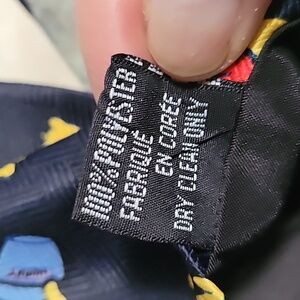 100% POLYESTER
FABRIQUÉ
EN CORÉE
DRY CLEAN ONLY